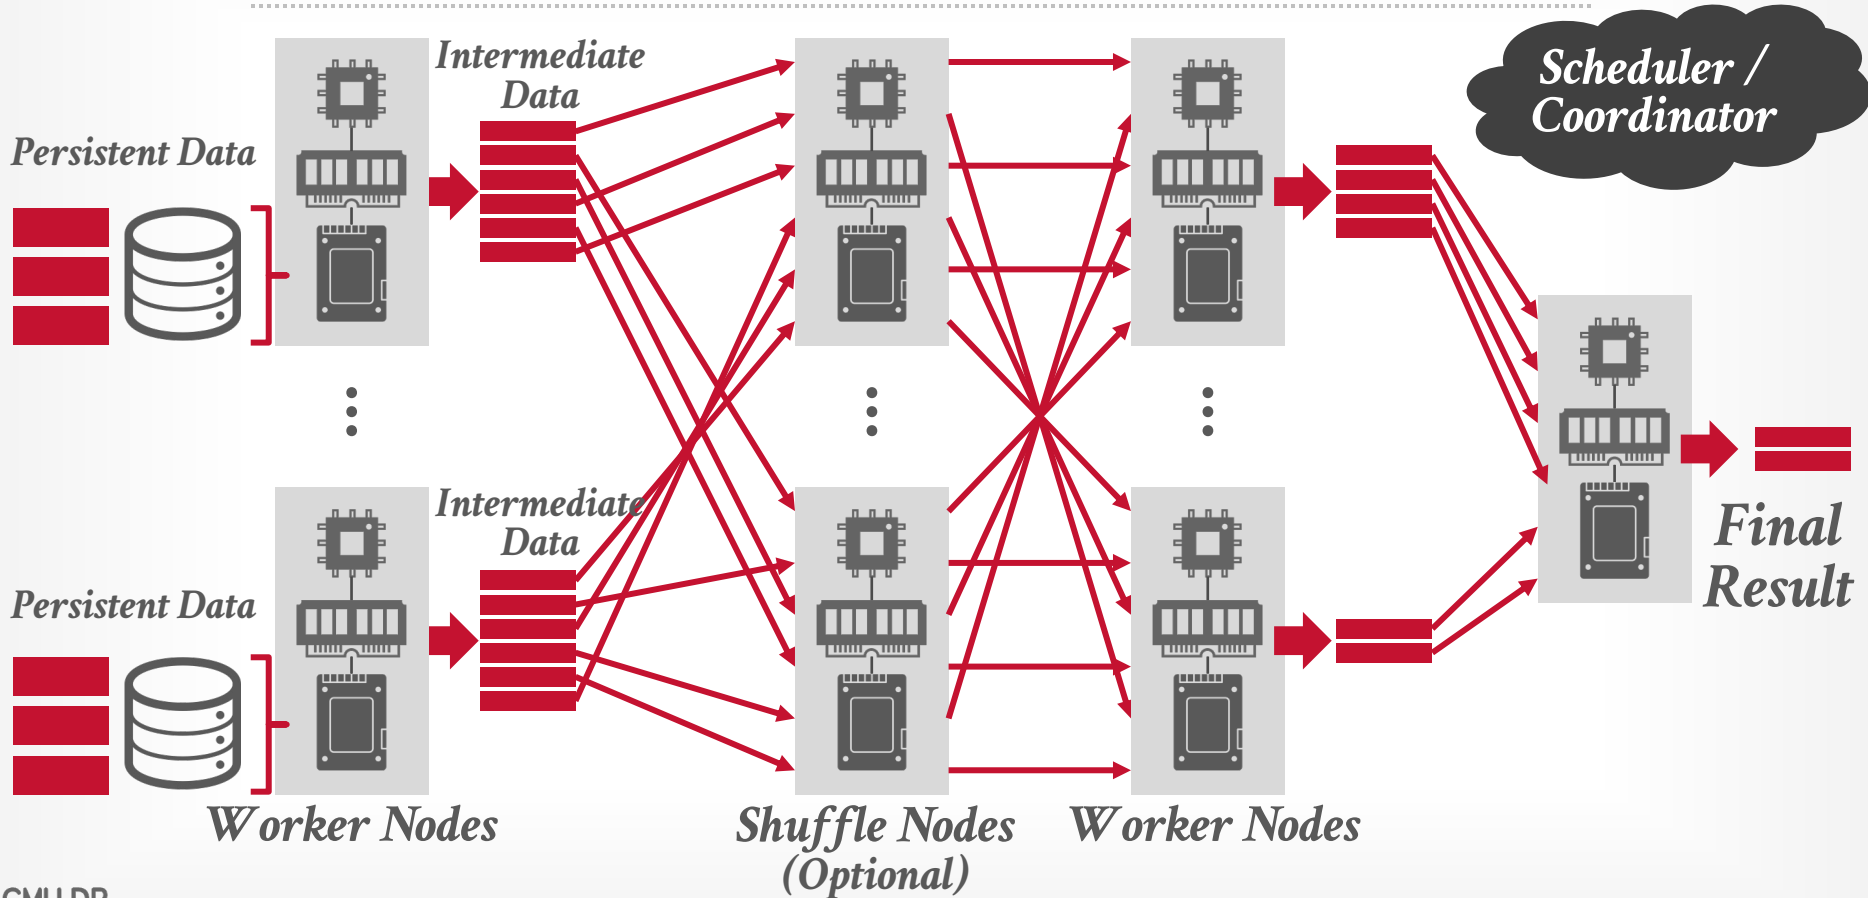 Intermediate
Data
Scheduler /
Coordinator
Persistent Data
Intermediate
Data
Persistent Data
Final
Result
Worker Nodes
Shuffle Nodes
(Optional)
Worker Nodes